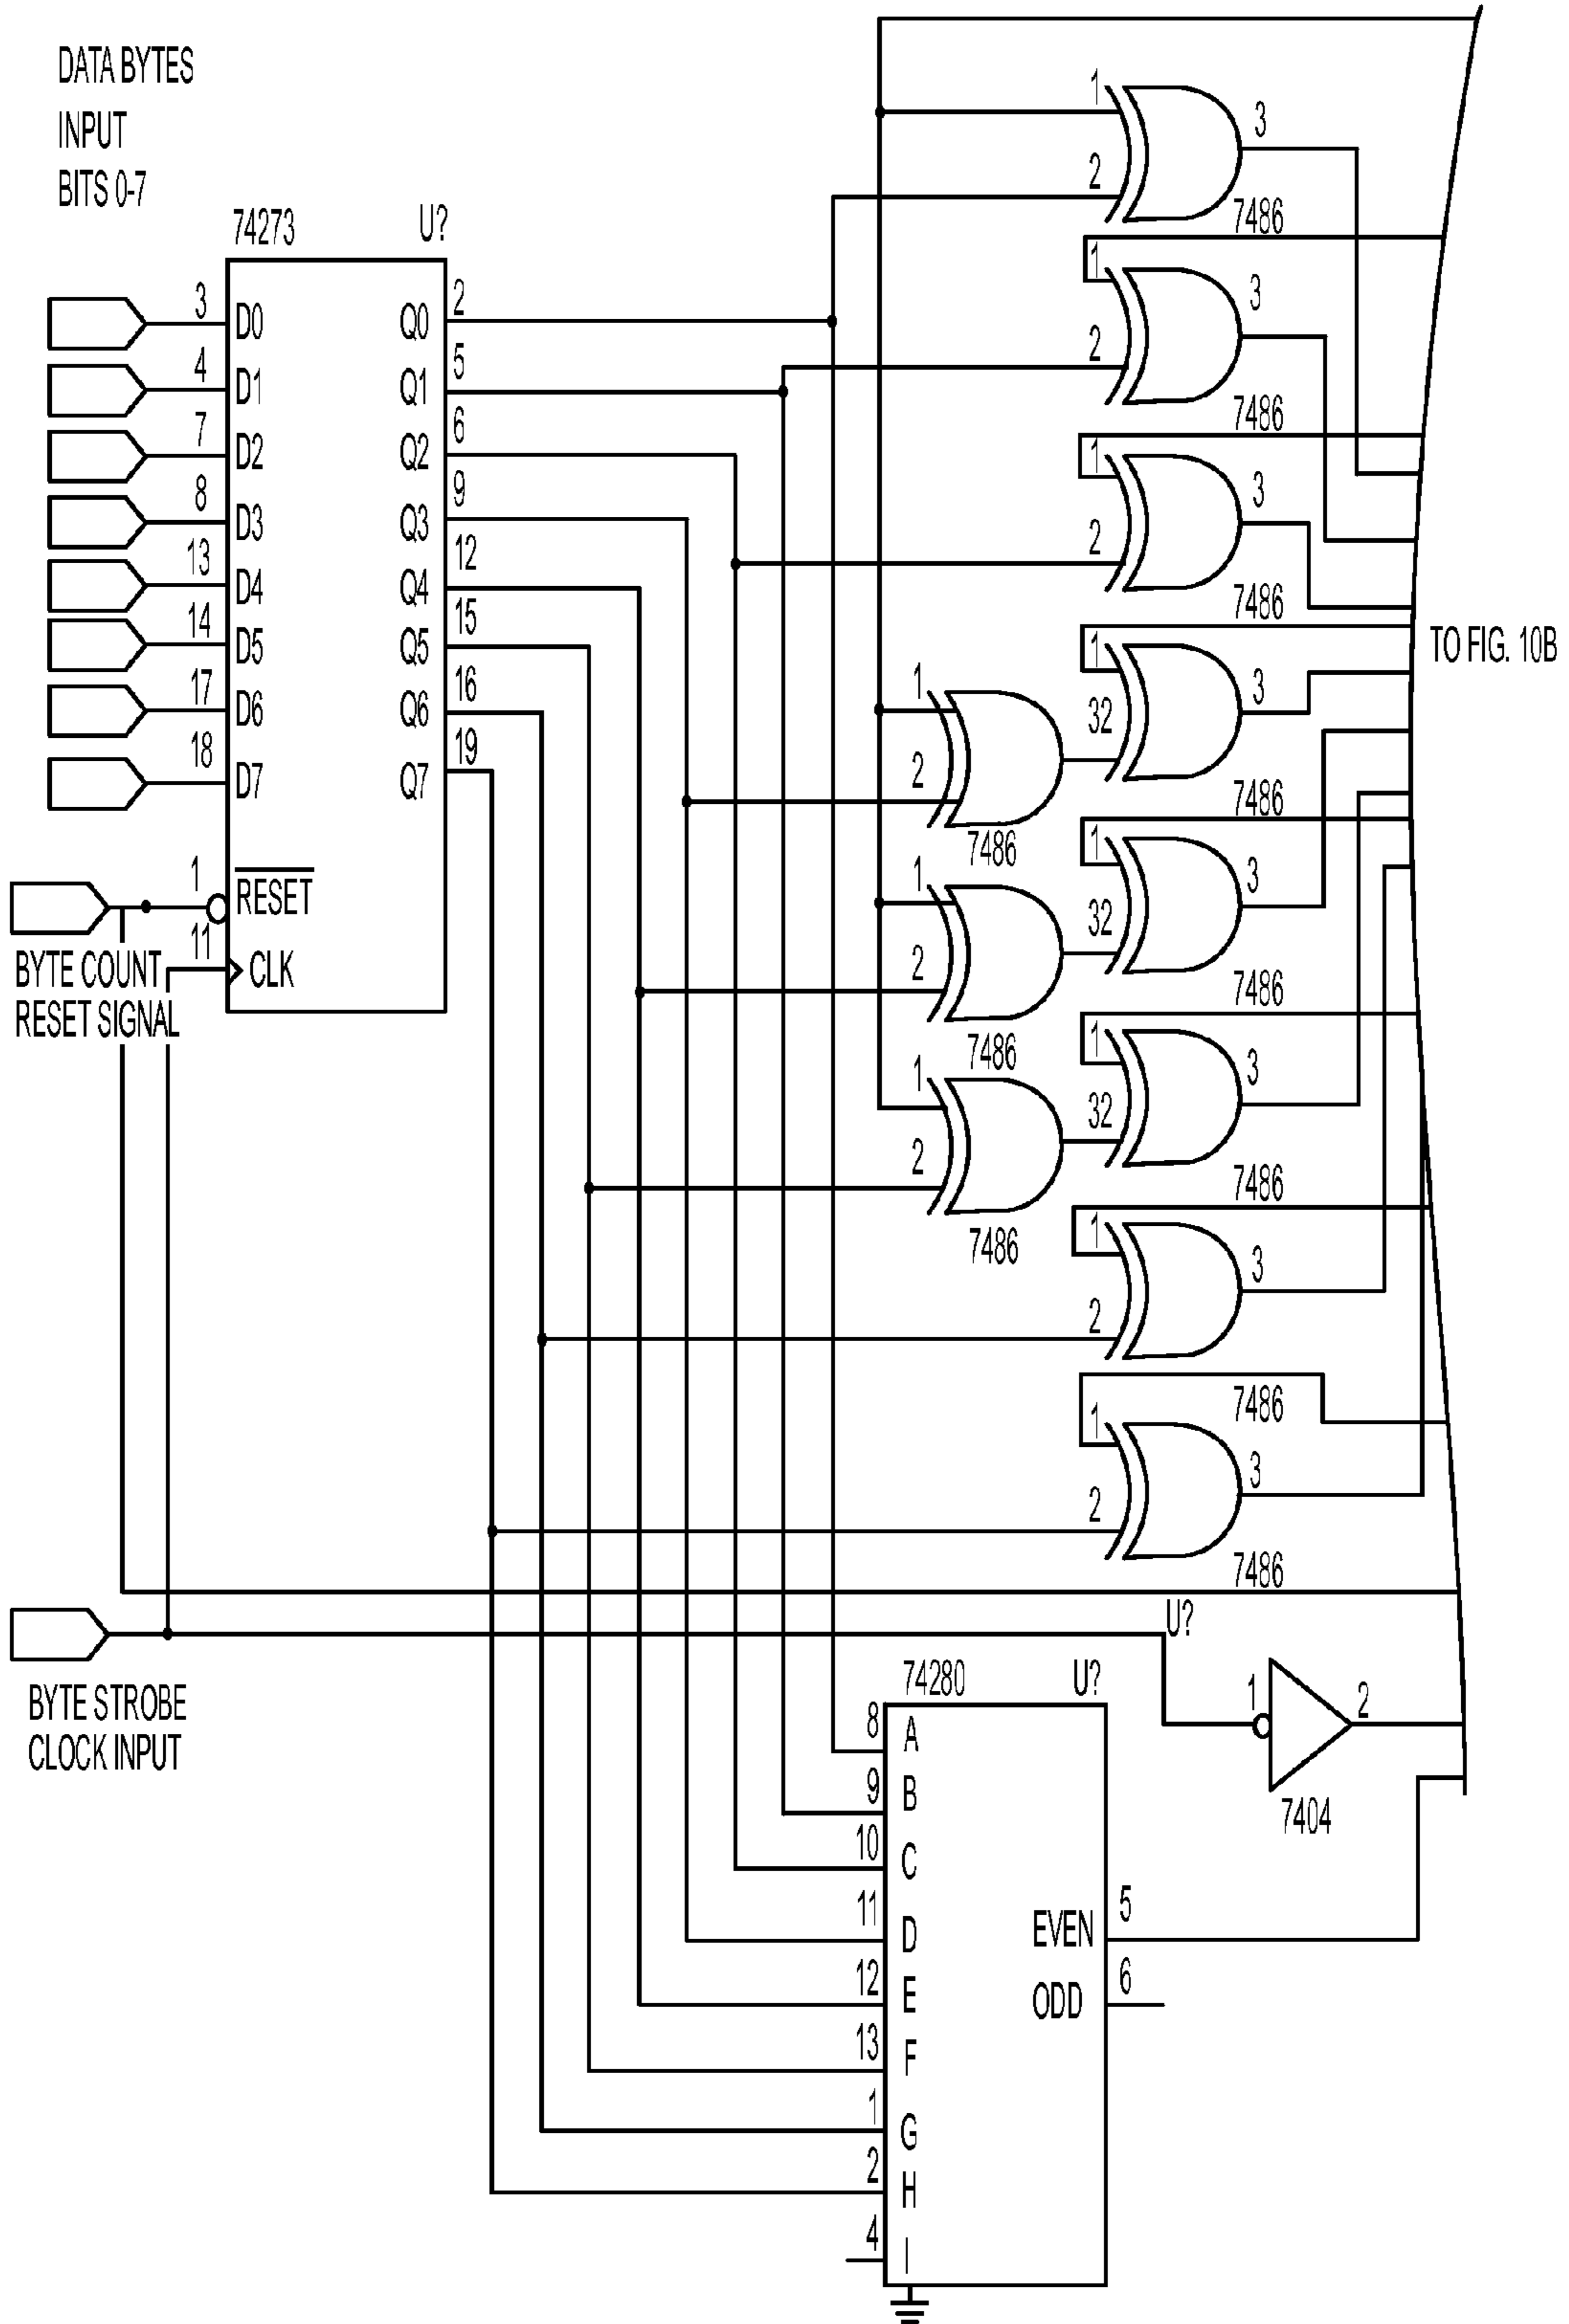 DATA BYTES
INPUT
BITS 0-7
74273 U?
3 D0 Q0 2
4 D1 Q1 5
7 D2 Q2 6
8 D3 Q3 9
13 D4 Q4 12
14 D5 Q5 15
17 D6 Q6 16
18 D7 Q7 19
1 RESET
11 CLK
BYTE COUNT
RESET SIGNAL
BYTE STROBE
CLOCK INPUT
1
2
3
7486
1
2
3
7486
1
2
3
7486
1
2
7486
1
32
3
7486
1
2
7486
1
32
3
7486
1
2
7486
1
32
3
7486
1
2
3
7486
1
2
3
7486
TO FIG. 10B
U?
1
2
7404
74280 U?
8 A
9 B
10 C
11 D
12 E
13 F
1 G
2 H
4 I
EVEN 5
ODD 6